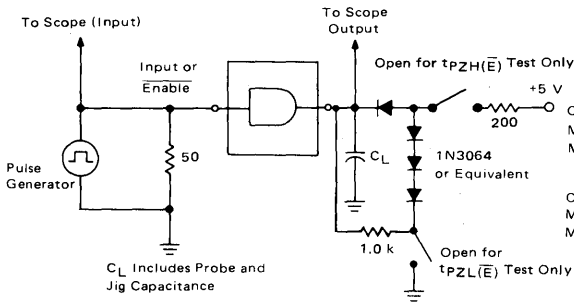 To Scope (Input)
To Scope
Output
Input or
Enable
Open for tPZH(E) Test Only
+5 V
200
Pulse
Generator
50
CL
1N3064
or Equivalent
1.0 k
Open for
tPZL(E) Test Only
CL Includes Probe and
Jig Capacitance
C
M
M
C
M
M